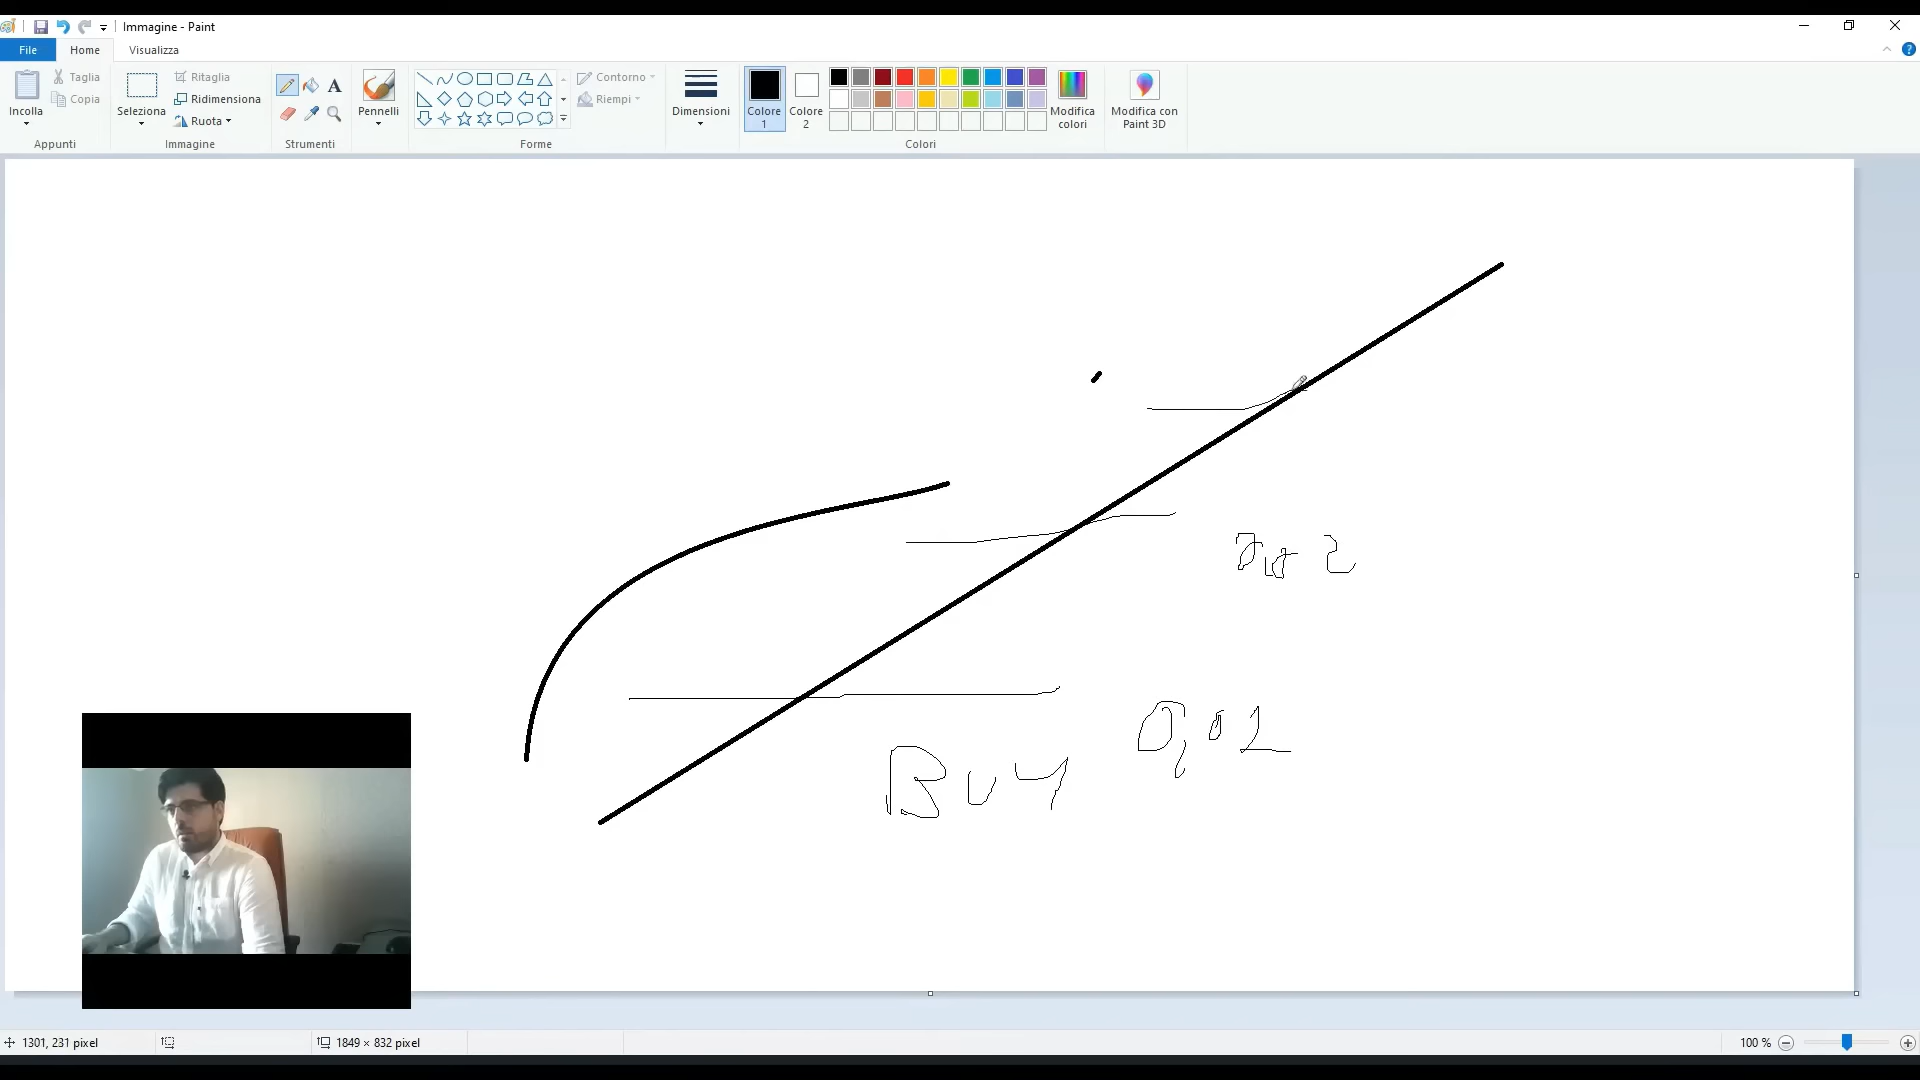 Immagine - Paint
File Home Visualizza
Incolla
Taglia
Copia
Appunti
Seleziona
Ritaglia
Ridimensiona
Ruota
Immagine
A
Strumenti
Pennelli
Forme
Contorno
Riempi
Dimensioni
Colore 1
Colore 2
Modifica colori
Modifica con Paint 3D
Colori
Buy
1301, 231 pixel
1849 × 832 pixel
100 %